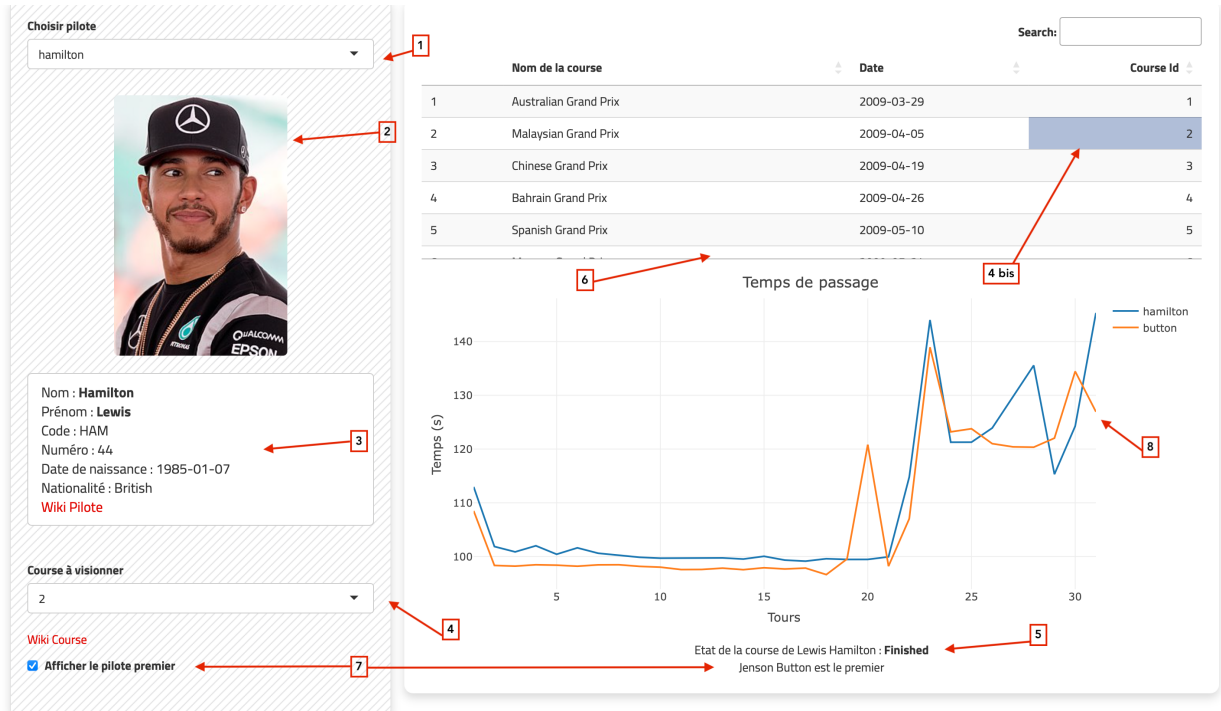 Choisir pilote
hamilton
1
2
QUALCOMM
EPSON
PETRONAS
Nom : Hamilton
Prénom : Lewis
Code : HAM
Numéro : 44
Date de naissance : 1985-01-07
Nationalité : British
Wiki Pilote
3
Course à visionner
2
4
Wiki Course
Afficher le pilote premier
7
Search:
Nom de la course Date Course Id
1 Australian Grand Prix 2009-03-29 1
2 Malaysian Grand Prix 2009-04-05 2
3 Chinese Grand Prix 2009-04-19 3
4 Bahrain Grand Prix 2009-04-26 4
5 Spanish Grand Prix 2009-05-10 5
6
4 bis
Temps de passage
hamilton
button
140
130
120
110
100
Temps (s)
8
5 10 15 20 25 30
Tours
5
Etat de la course de Lewis Hamilton : Finished
Jenson Button est le premier